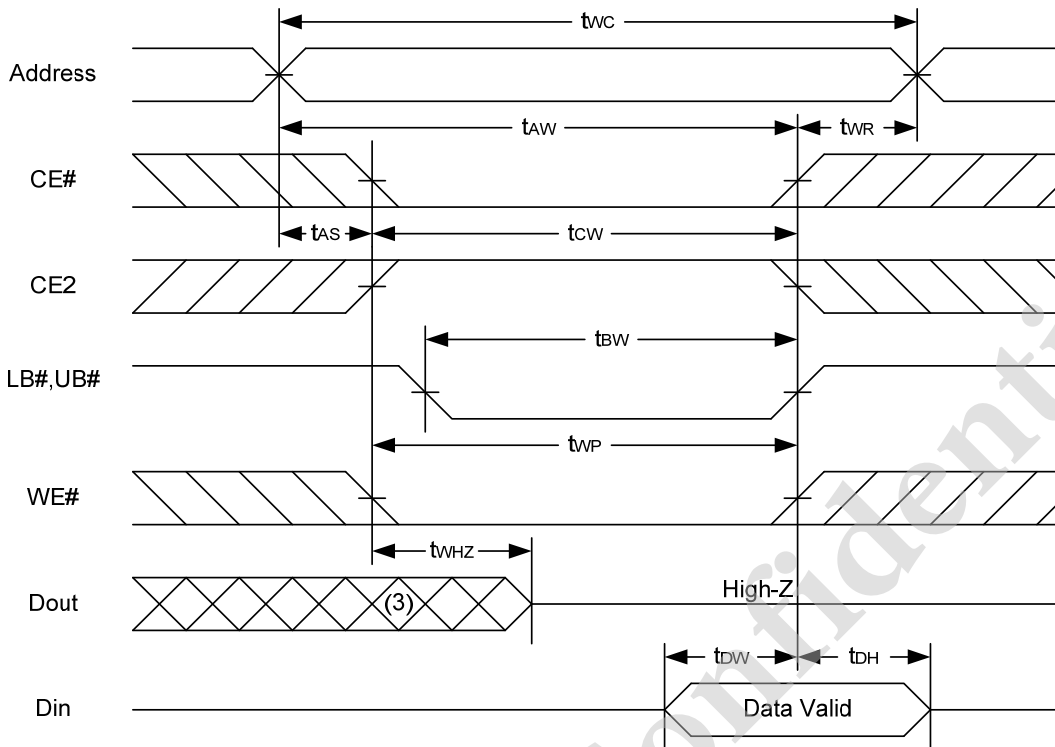 tWC
Address
tAW
tWR
CE#
tAS
tCW
CE2
tBW
LB#,UB#
tWP
WE#
tWHZ
Dout
(3)
High-Z
tDW
tDH
Din
Data Valid
onfidenti